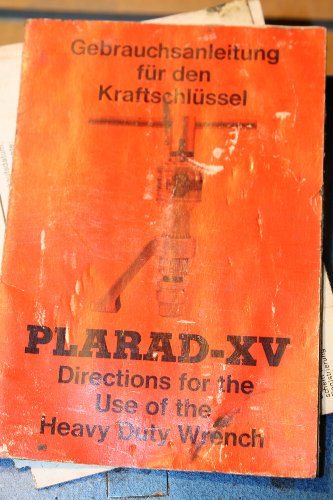 Gebrauchsanleitung
für den
Kraftschlüssel
PLARAD-XV
Directions for the
Use of the
Heavy Duty Wrench